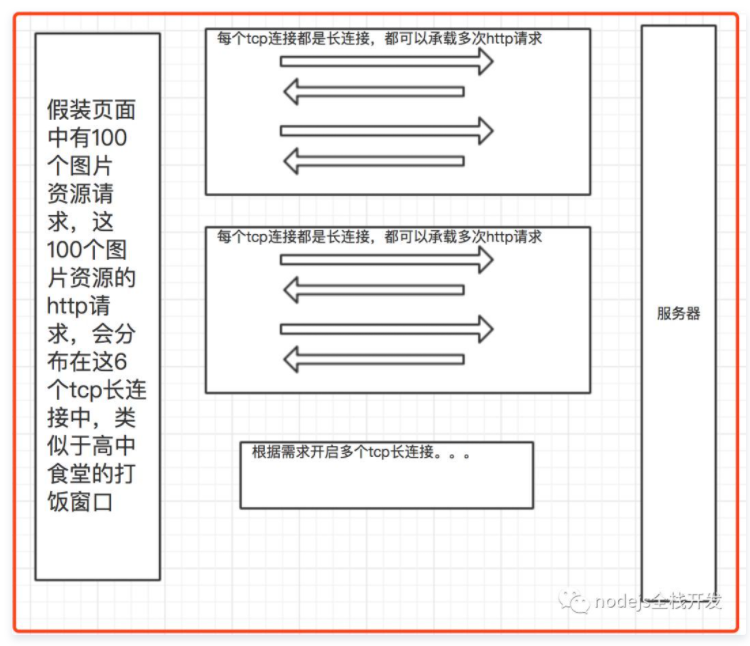 假装页面
中有100
个图片
资源请
求，这
100个图
片资源的
http请
求，会分
布在这6
个tcp长连
接中，类
似于高中
食堂的打
饭窗口
每个tcp连接都是长连接，都可以承载多次http请求
每个tcp连接都是长连接，都可以承载多次http请求
根据需求开启多个tcp长连接。。。
服务器
nodejs全栈开发